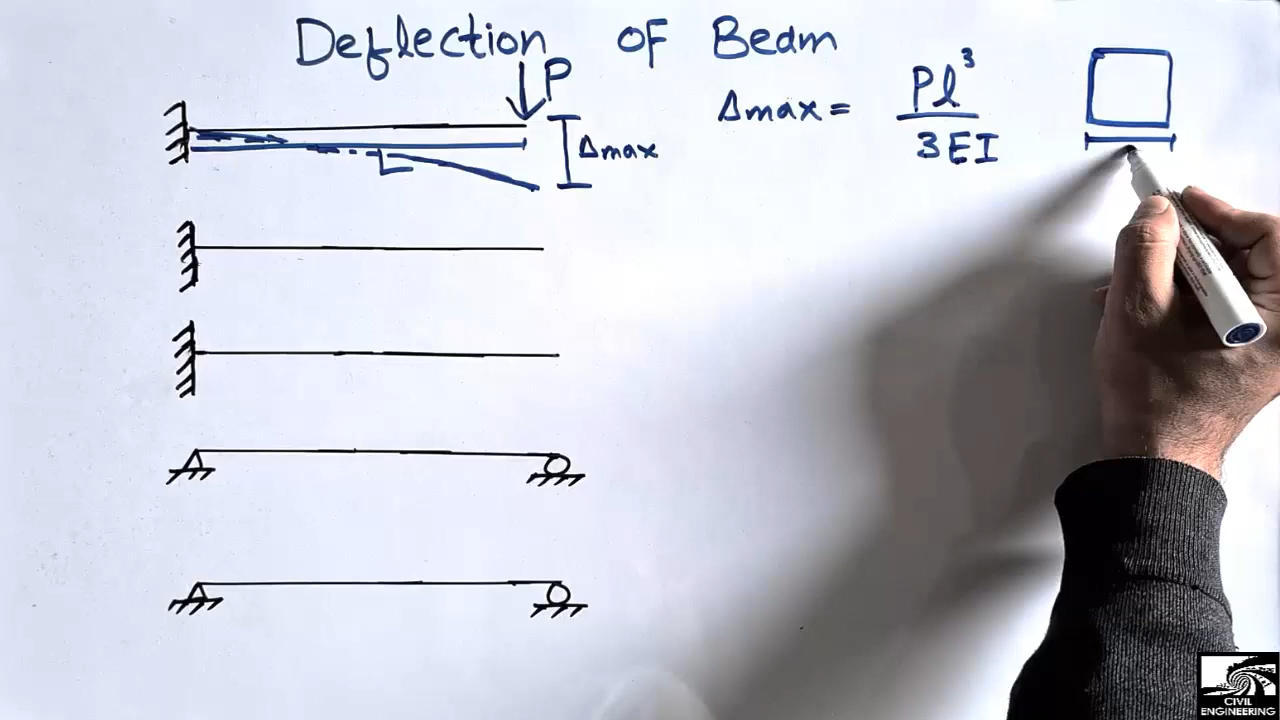 Deflection of Beam
P
Δmax
L
Δmax = Pl³ / 3EI
CIVIL
ENGINEERING